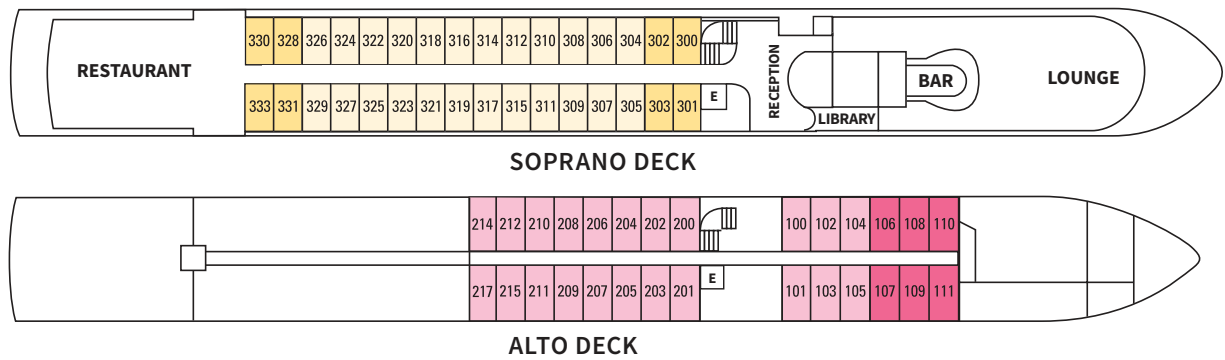 330 328 326 324 322 320 318 316 314 312 310 308 306 304 302 300
RESTAURANT
RECEPTION
BAR
LOUNGE
333 331 329 327 325 323 321 319 317 315 311 309 307 305 303 301
E
LIBRARY
SOPRANO DECK
214 212 210 208 206 204 202 200
100 102 104 106 108 110
217 215 211 209 207 205 203 201
E
101 103 105 107 109 111
ALTO DECK